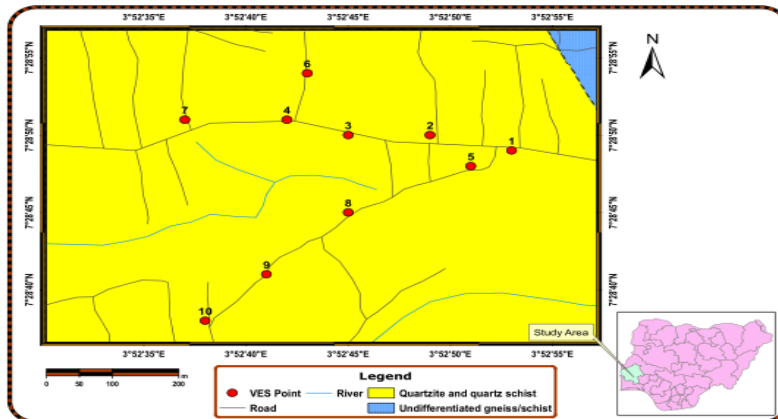 3°52'35"E 3°52'40"E 3°52'45"E 3°52'50"E 3°52'55"E
7°28'55"N 7°28'55"N
6
7 4 3 2 1
7°28'50"N 7°28'50"N
5
8
7°28'45"N 7°28'45"N
9
7°28'40"N 7°28'40"N
10
N
3°52'35"E 3°52'40"E 3°52'45"E 3°52'50"E 3°52'55"E
Study Area
0 50 100 200
m
Legend
VES Point River Quartzite and quartz schist
Road Undifferentiated gneiss/schist